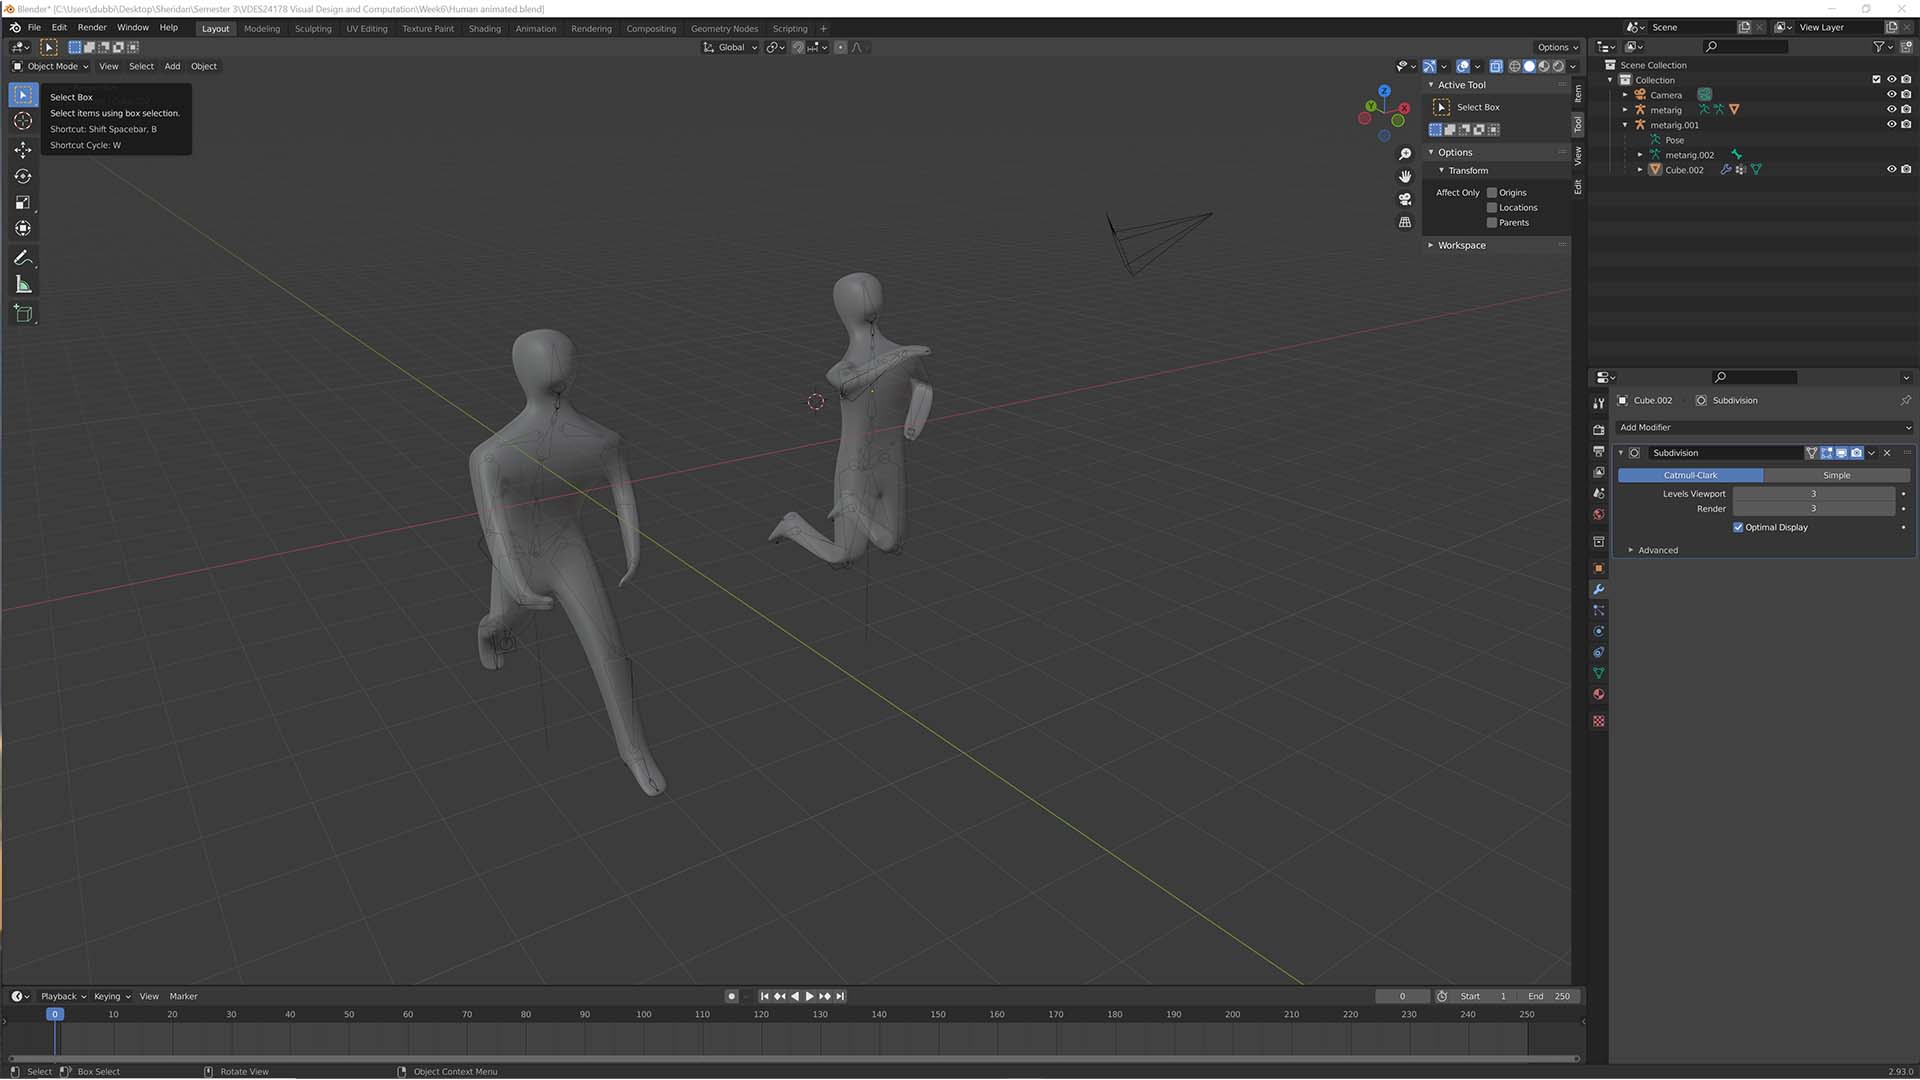 Blender* [C:\Users\dubbi\Desktop\Sheridan\Semester 3\VDES24178 Visual Design and Computation\Week6\Human animated.blend]
File Edit Render Window Help Layout Modeling Sculpting UV Editing Texture Paint Shading Animation Rendering Compositing Geometry Nodes Scripting + Scene View Layer
Global Options
Object Mode View Select Add Object
Select Box
Select items using box selection.
Shortcut: Shift Spacebar, B
Shortcut Cycle: W
Z
Y
X
Active Tool
Select Box
Options
Transform
Affect Only Origins
Locations
Parents
Workspace
Item
Tool
View
Edit
Scene Collection
Collection
Camera
metarig
metarig.001
Pose
metarig.002
Cube.002
Cube.002 Subdivision
Add Modifier
Subdivision
Catmull-Clark Simple
Levels Viewport 3
Render 3
Optimal Display
Advanced
Playback Keying View Marker 0 Start 1 End 250
0 10 20 30 40 50 60 70 80 90 100 110 120 130 140 150 160 170 180 190 200 210 220 230 240 250
Select Box Select Rotate View Object Context Menu 2.93.0